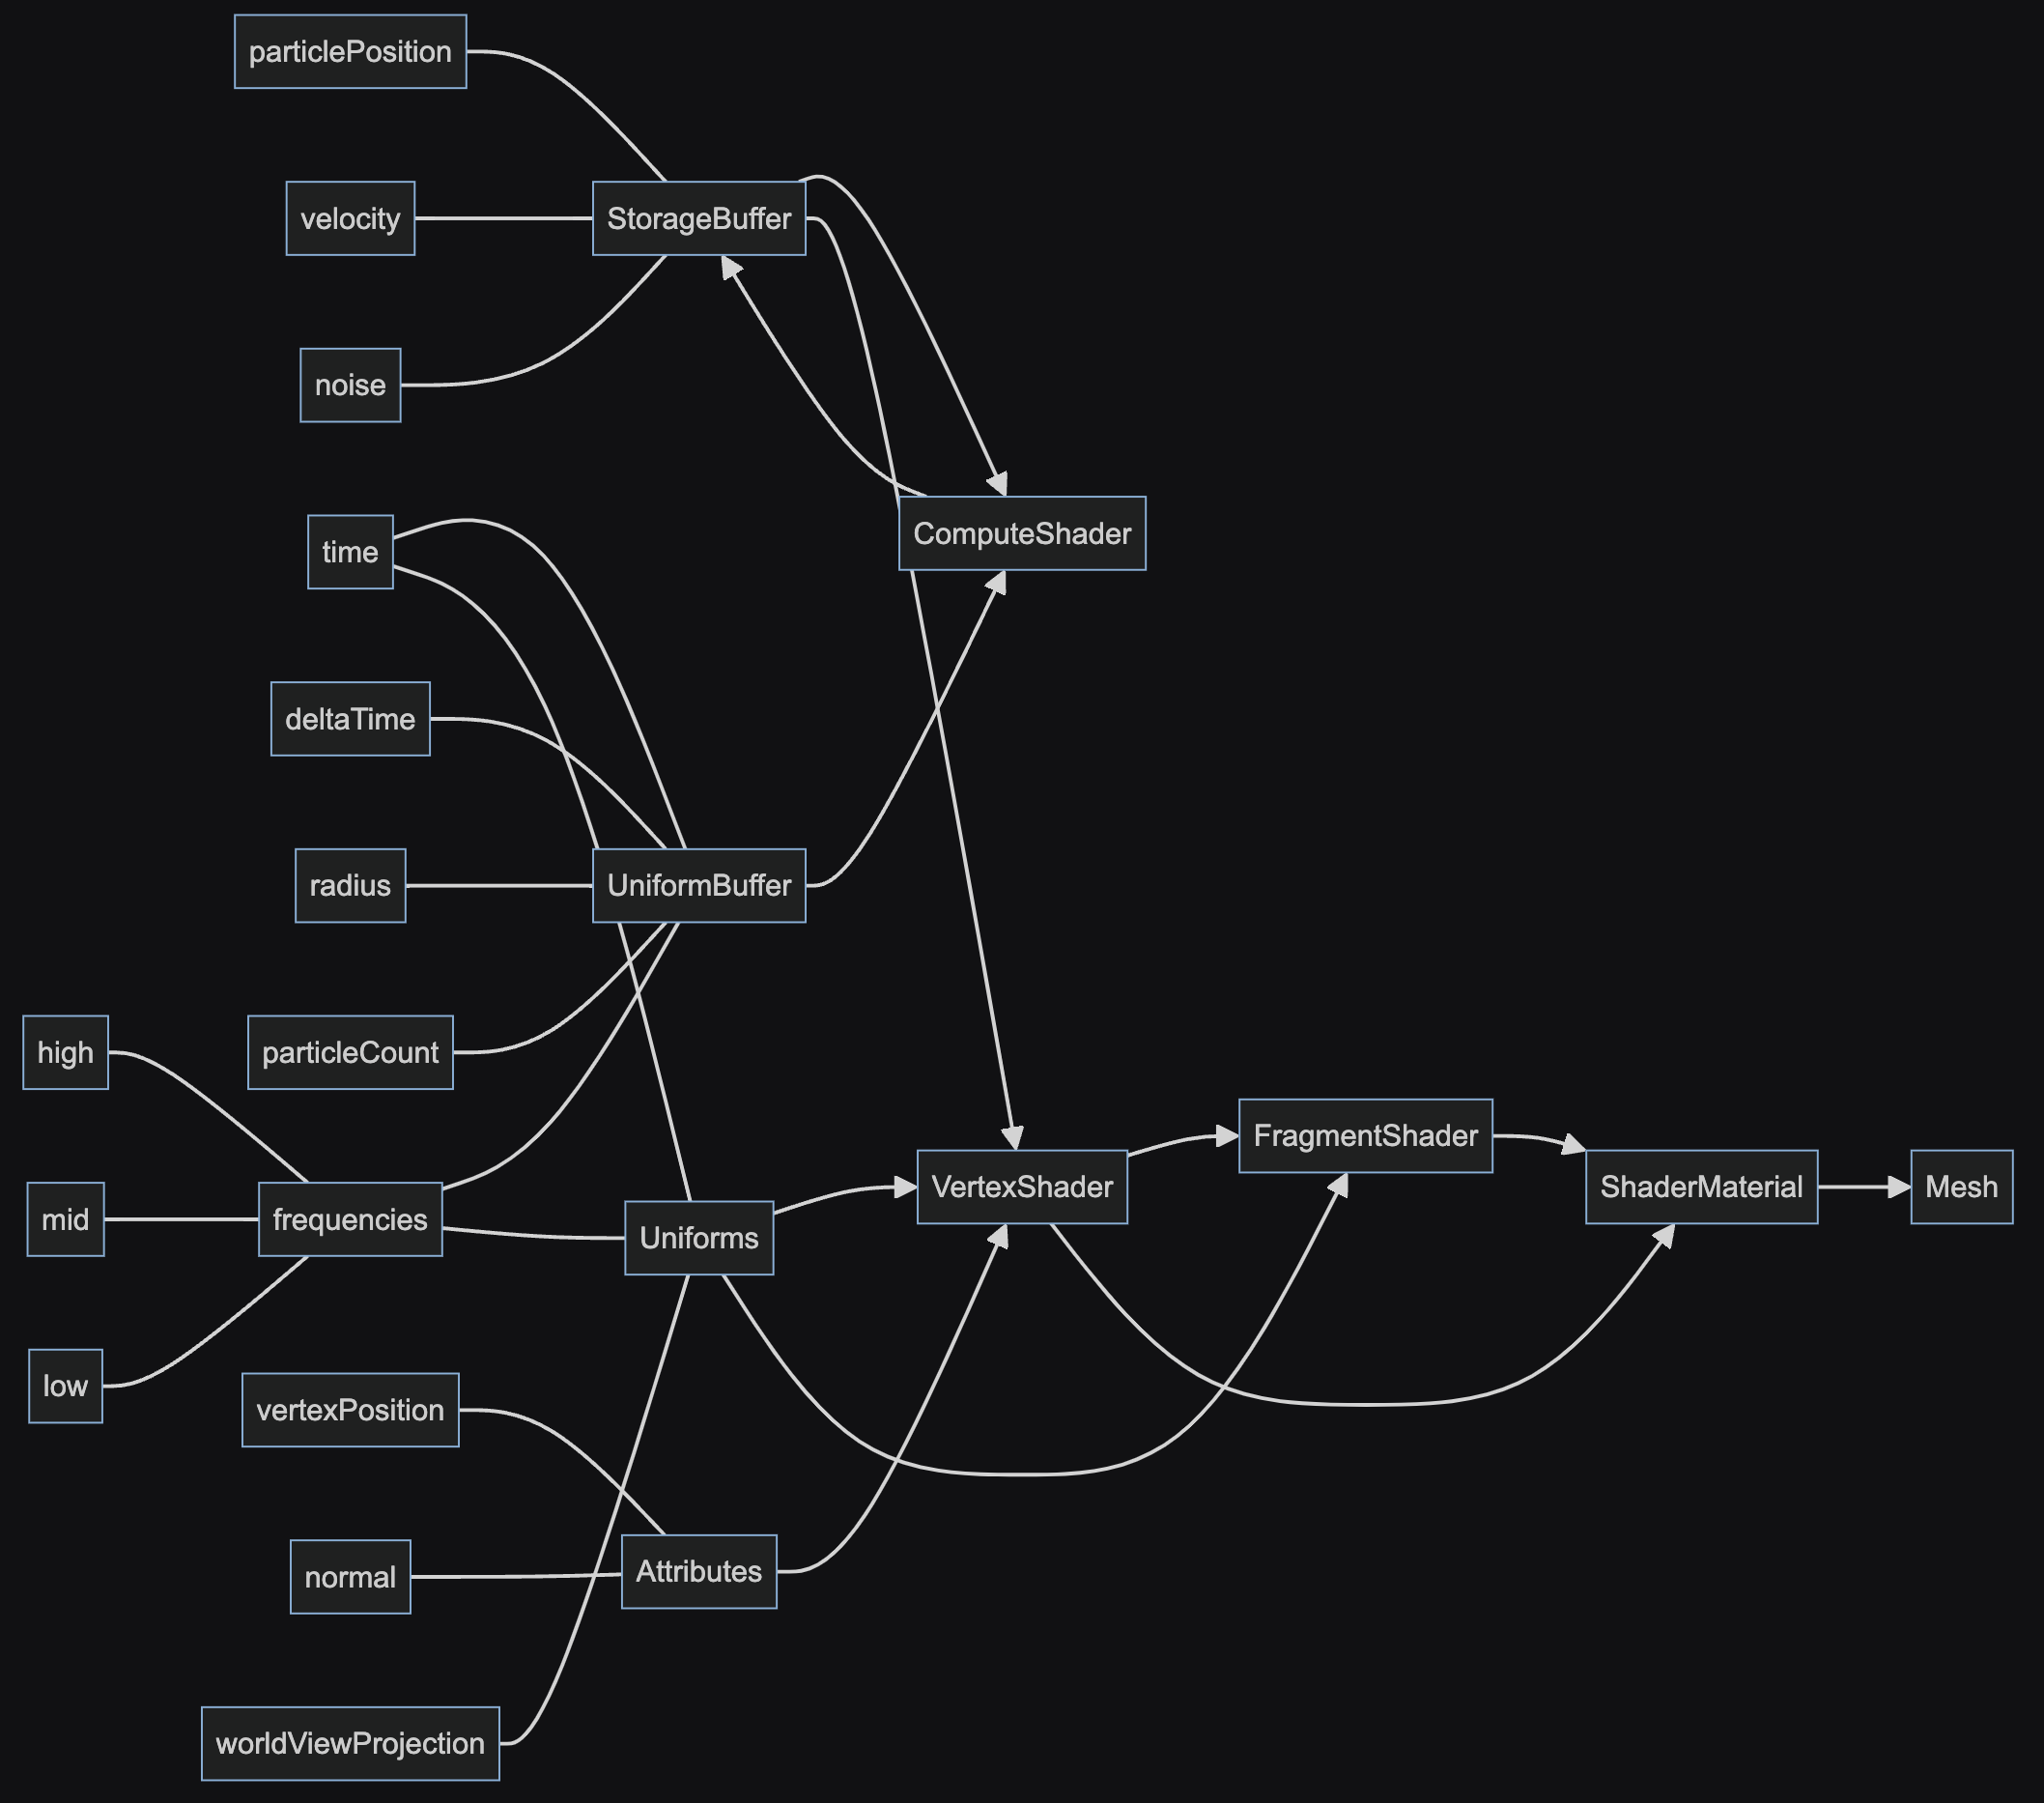 particlePosition
velocity
StorageBuffer
noise
time
ComputeShader
deltaTime
radius
UniformBuffer
high
particleCount
FragmentShader
mid
frequencies
Uniforms
VertexShader
ShaderMaterial
Mesh
low
vertexPosition
normal
Attributes
worldViewProjection